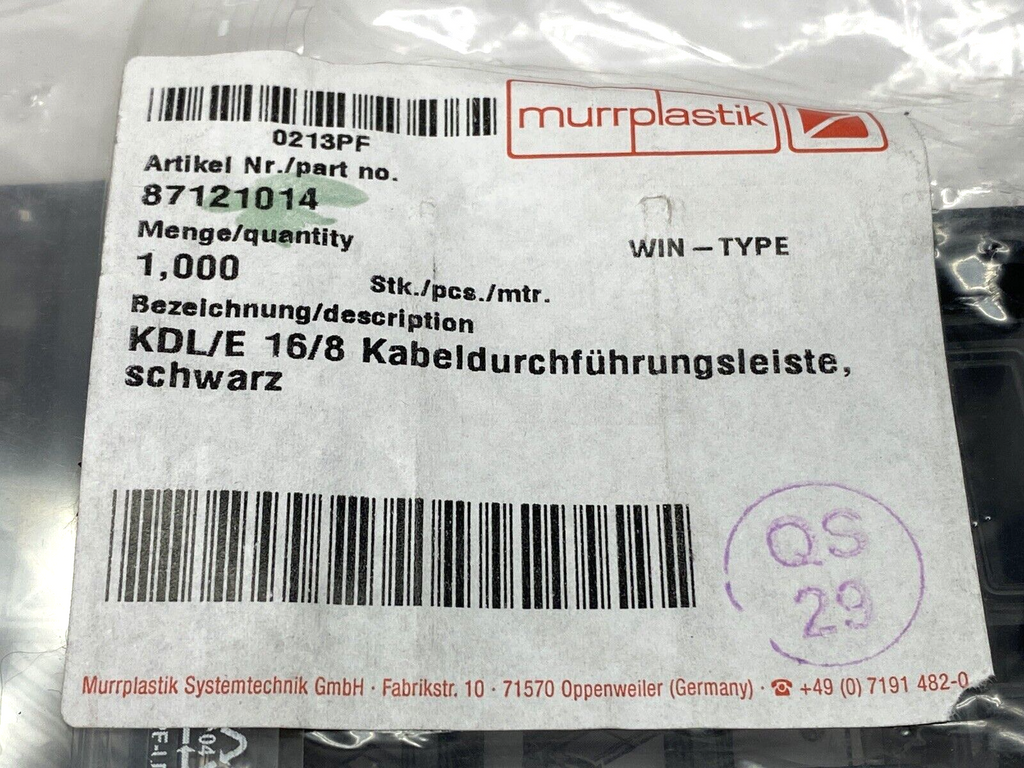 murrplastik
0213PF
Artikel Nr./part no.
87121014
Menge/quantity
WIN-TYPE
1,000
Stk./pcs./mtr.
Bezeichnung/description
KDL/E 16/8 Kabeldurchführungsleiste,
schwarz
QS
29
Murrplastik Systemtechnik GmbH · Fabrikstr. 10 · 71570 Oppenweiler (Germany) · ☎ +49 (0) 7191 482-0